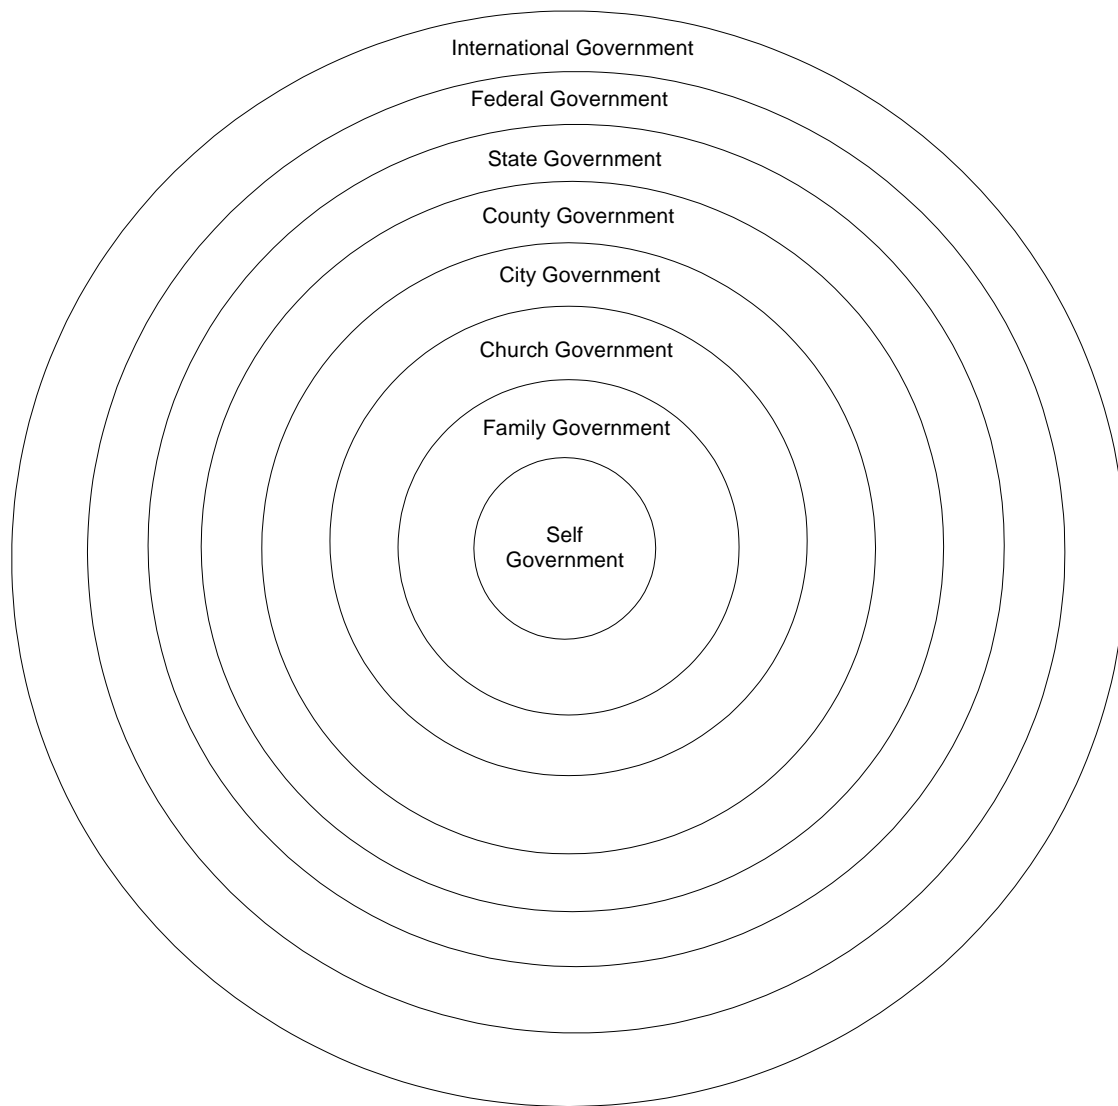 International Government
Federal Government
State Government
County Government
City Government
Church Government
Family Government
Self
Government